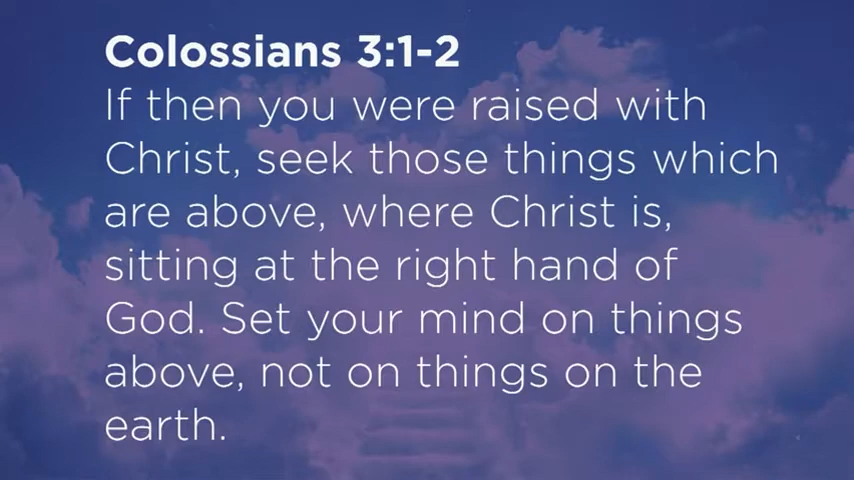 Colossians 3:1-2
If then you were raised with
Christ, seek those things which
are above, where Christ is,
sitting at the right hand of
God. Set your mind on things
above, not on things on the
earth.